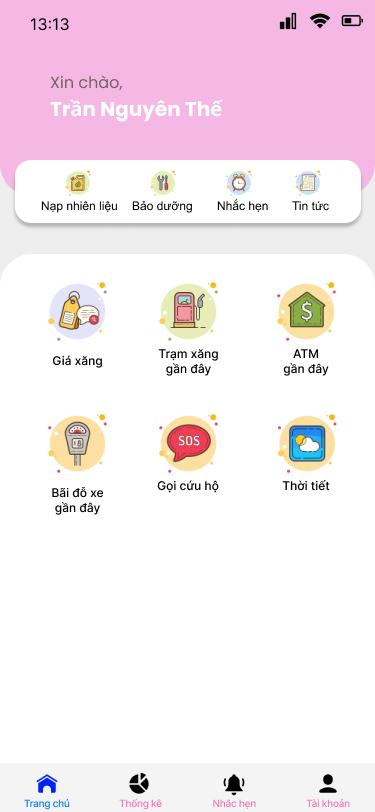 13:13
Xin chào,
Trần Nguyên Thế
Nạp nhiên liệu
Bảo dưỡng
Nhắc hẹn
Tin tức
$
Giá xăng
Trạm xăng
gần đây
ATM
gần đây
SOS
Bãi đỗ xe
gần đây
Gọi cứu hộ
Thời tiết
Trang chủ
Thống kê
Nhắc hẹn
Tài khoản